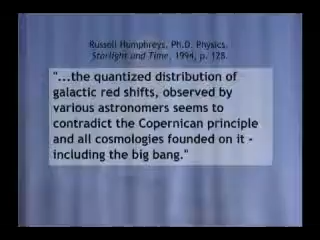 Russell Humphreys, Ph.D. Physics,
Starlight and Time, 1994, p. 128.
"...the quantized distribution of
galactic red shifts, observed by
various astronomers seems to
contradict the Copernican principle
and all cosmologies founded on it -
including the big bang."